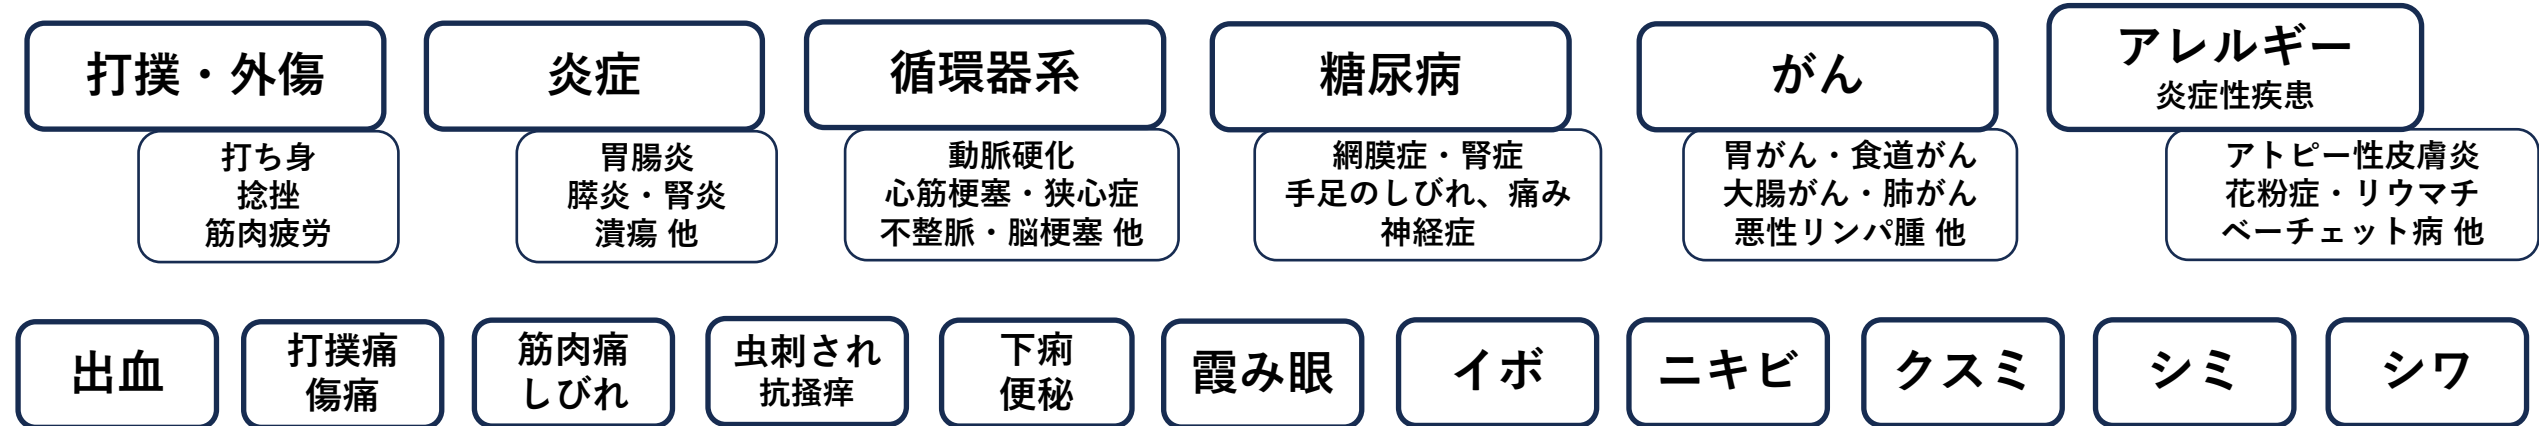 打撲・外傷
打ち身
捻挫
筋肉疲労
炎症
胃腸炎
膵炎・腎炎
潰瘍 他
循環器系
動脈硬化
心筋梗塞・狭心症
不整脈・脳梗塞 他
糖尿病
網膜症・腎症
手足のしびれ、痛み
神経症
がん
胃がん・食道がん
大腸がん・肺がん
悪性リンパ腫 他
アレルギー
炎症性疾患
アトピー性皮膚炎
花粉症・リウマチ
ベーチェット病 他
出血
打撲痛
傷痛
筋肉痛
しびれ
虫刺され
抗掻痒
下痢
便秘
霞み眼
イボ
ニキビ
クスミ
シミ
シワ